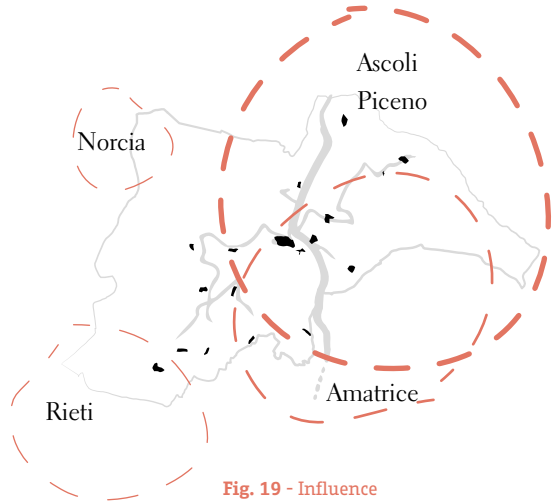 Ascoli
Piceno
Norcia
Amatrice
Rieti
Fig. 19 - Influence